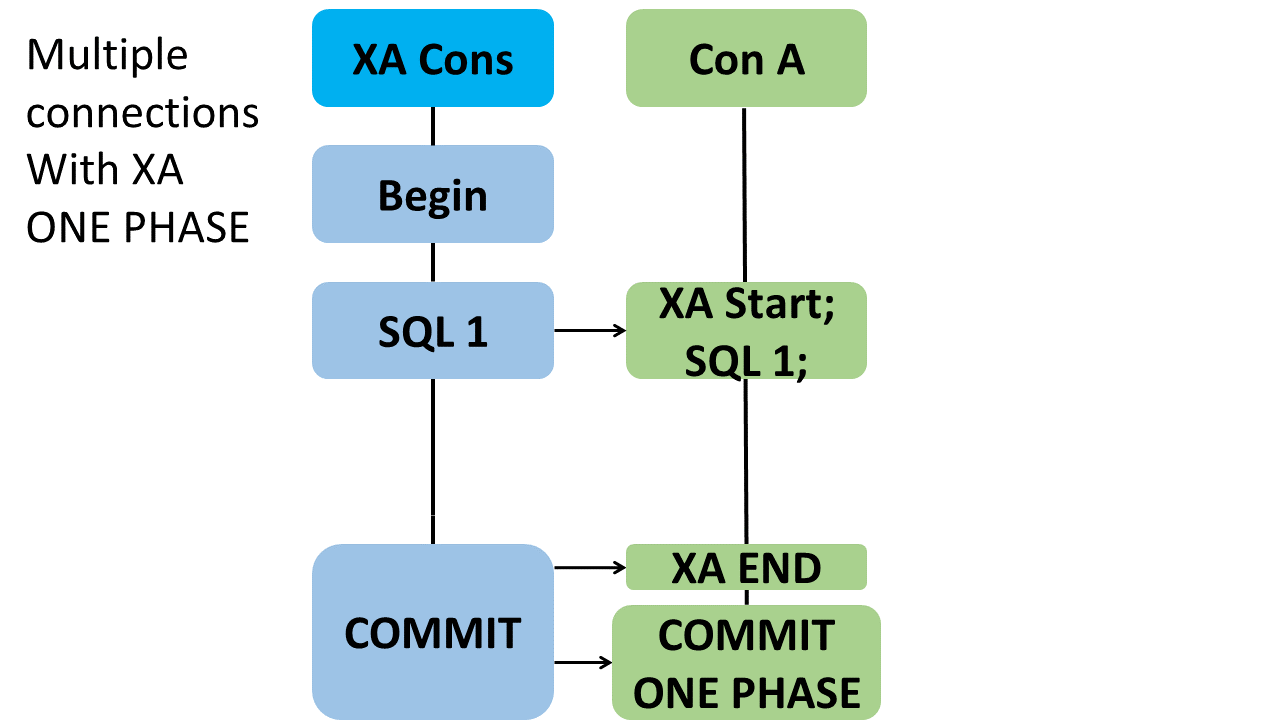 Multiple
connections
With XA
ONE PHASE
XA Cons
Con A
Begin
SQL 1
XA Start;
SQL 1;
COMMIT
XA END
COMMIT
ONE PHASE